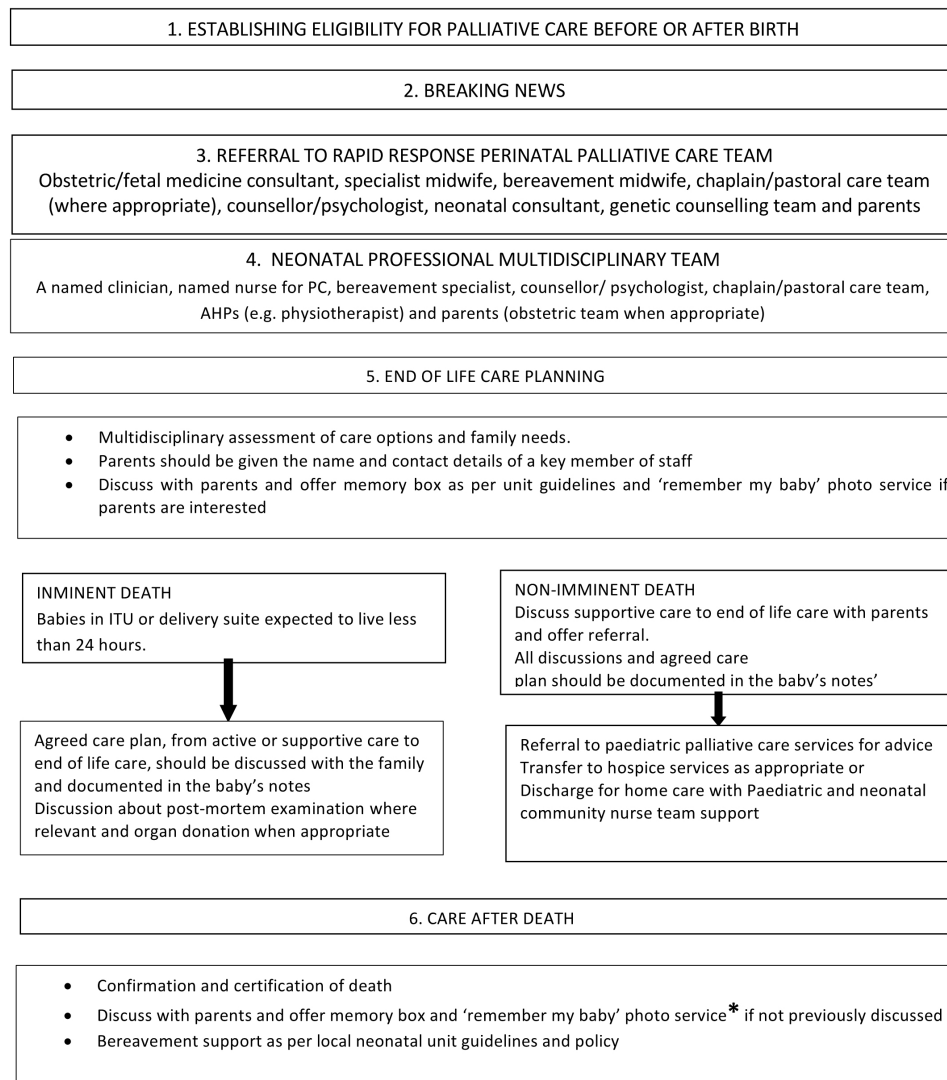 1. ESTABLISHING ELIGIBILITY FOR PALLIATIVE CARE BEFORE OR AFTER BIRTH
2. BREAKING NEWS
3. REFERRAL TO RAPID RESPONSE PERINATAL PALLIATIVE CARE TEAM
Obstetric/fetal medicine consultant, specialist midwife, bereavement midwife, chaplain/pastoral care team
(where appropriate), counsellor/psychologist, neonatal consultant, genetic counselling team and parents
4. NEONATAL PROFESSIONAL MULTIDISCIPLINARY TEAM
A named clinician, named nurse for PC, bereavement specialist, counsellor/ psychologist, chaplain/pastoral care team,
AHPs (e.g. physiotherapist) and parents (obstetric team when appropriate)
5. END OF LIFE CARE PLANNING
• Multidisciplinary assessment of care options and family needs.
• Parents should be given the name and contact details of a key member of staff
• Discuss with parents and offer memory box as per unit guidelines and ‘remember my baby’ photo service if
parents are interested
INMINENT DEATH
Babies in ITU or delivery suite expected to live less
than 24 hours.
Agreed care plan, from active or supportive care to
end of life care, should be discussed with the family
and documented in the baby’s notes
Discussion about post-mortem examination where
relevant and organ donation when appropriate
NON-IMMINENT DEATH
Discuss supportive care to end of life care with parents
and offer referral.
All discussions and agreed care
plan should be documented in the baby’s notes’
Referral to paediatric palliative care services for advice
Transfer to hospice services as appropriate or
Discharge for home care with Paediatric and neonatal
community nurse team support
6. CARE AFTER DEATH
• Confirmation and certification of death
• Discuss with parents and offer memory box and ‘remember my baby’ photo service* if not previously discussed
• Bereavement support as per local neonatal unit guidelines and policy